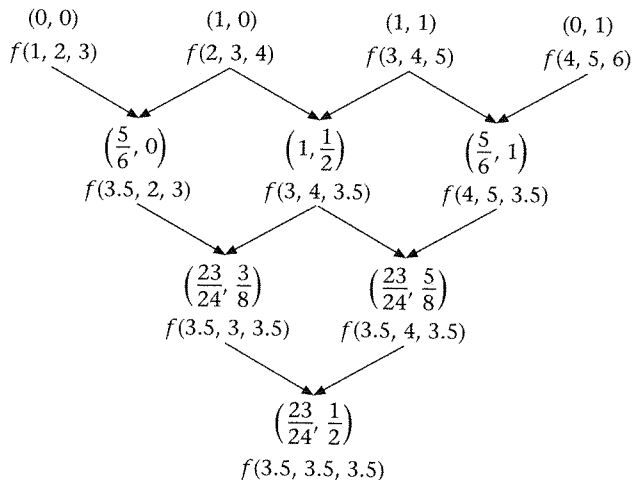 (0, 0) (1, 0) (1, 1) (0, 1)
f(1, 2, 3) f(2, 3, 4) f(3, 4, 5) f(4, 5, 6)
(5/6, 0) (1, 1/2) (5/6, 1)
f(3.5, 2, 3) f(3, 4, 3.5) f(4, 5, 3.5)
(23/24, 3/8) (23/24, 5/8)
f(3.5, 3, 3.5) f(3.5, 4, 3.5)
(23/24, 1/2)
f(3.5, 3.5, 3.5)